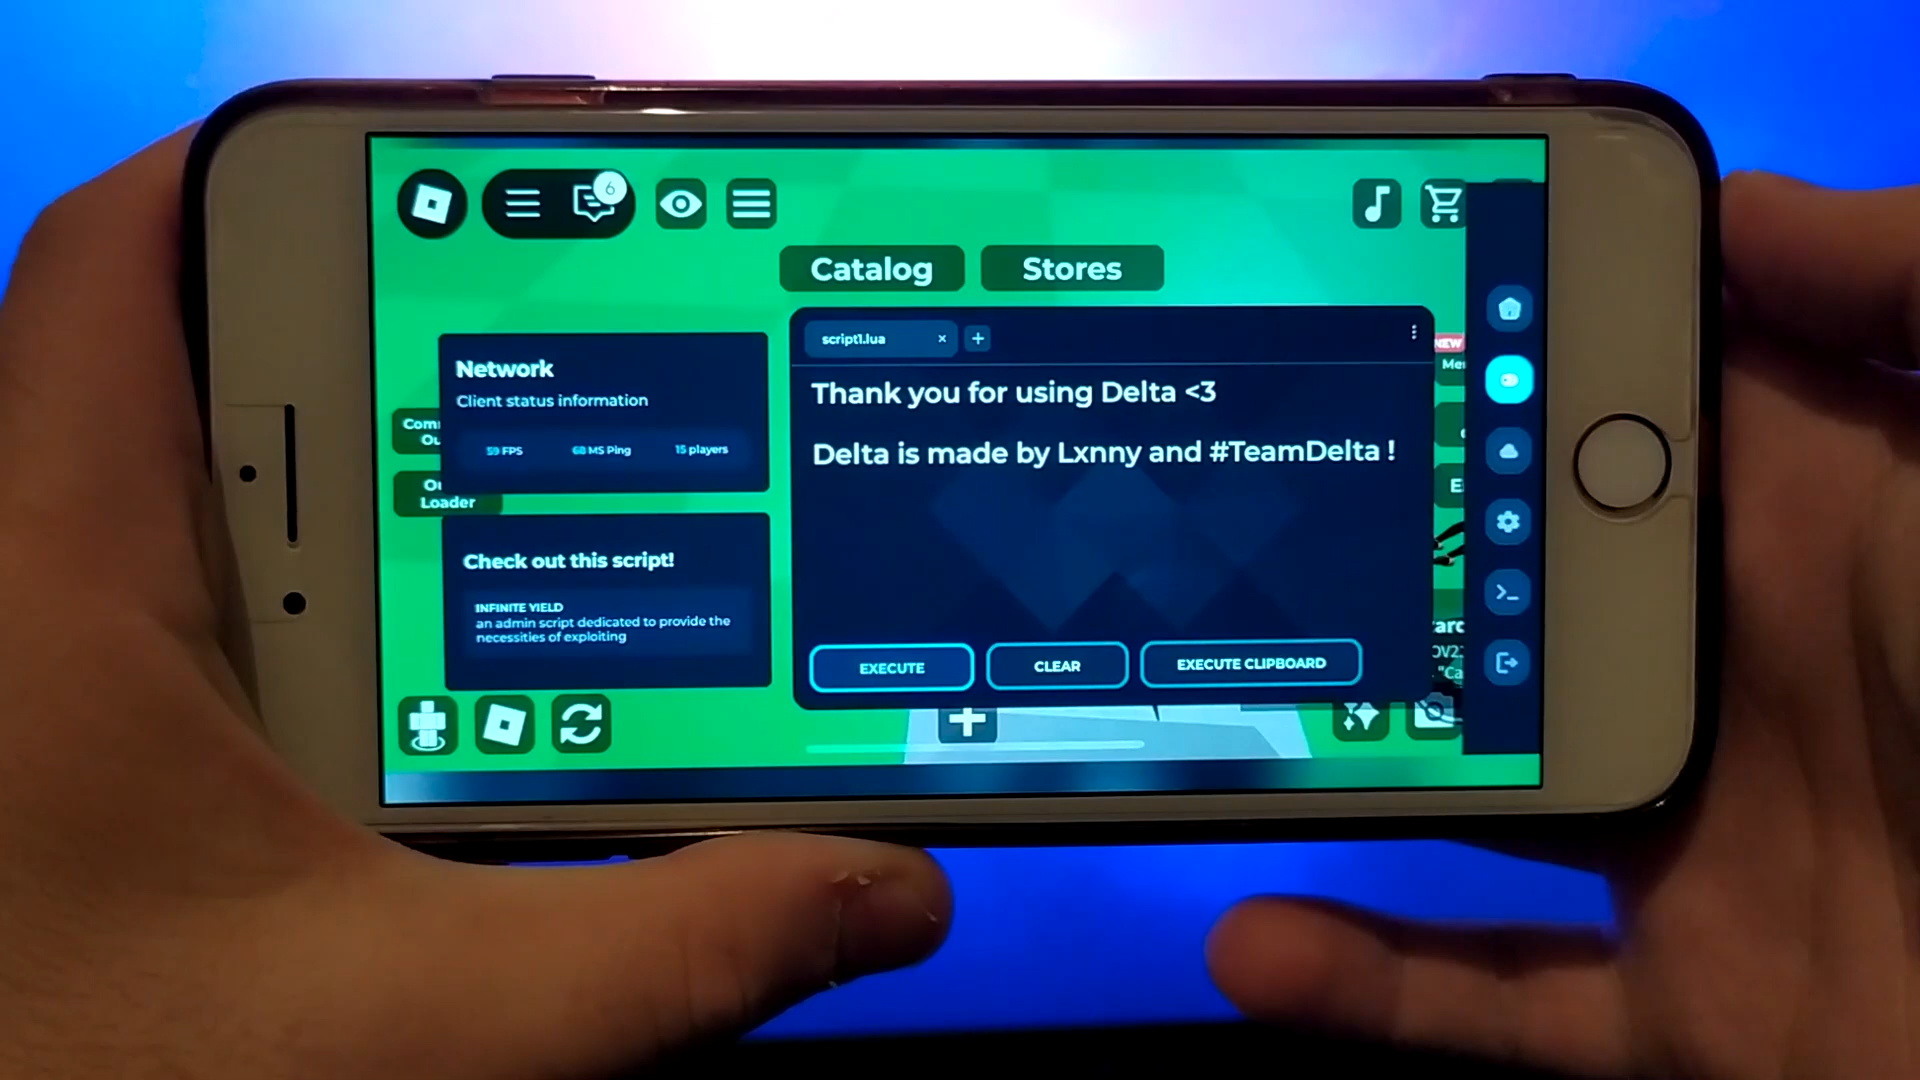 6
Catalog
Stores
script1.lua
×
+
NEW
Network
Client status information
59 FPS
60 MS Ping
15 players
Loader
Check out this script!
INFINITE YIELD
an admin script dedicated to provide the
necessities of exploiting
Thank you for using Delta <3
Delta is made by Lxnny and #TeamDelta !
EXECUTE
CLEAR
EXECUTE CLIPBOARD